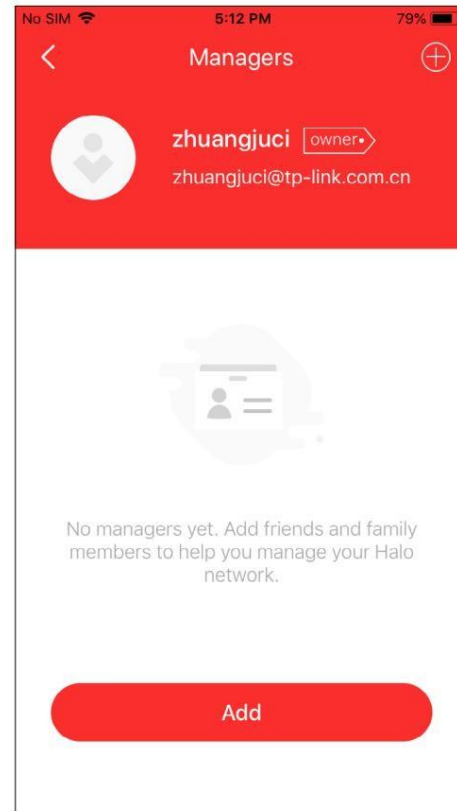 No SIM 5:12 PM 79%
Managers
zhuangjuci owner
zhuangjuci@tp-link.com.cn
No managers yet. Add friends and family
members to help you manage your Halo
network.
Add